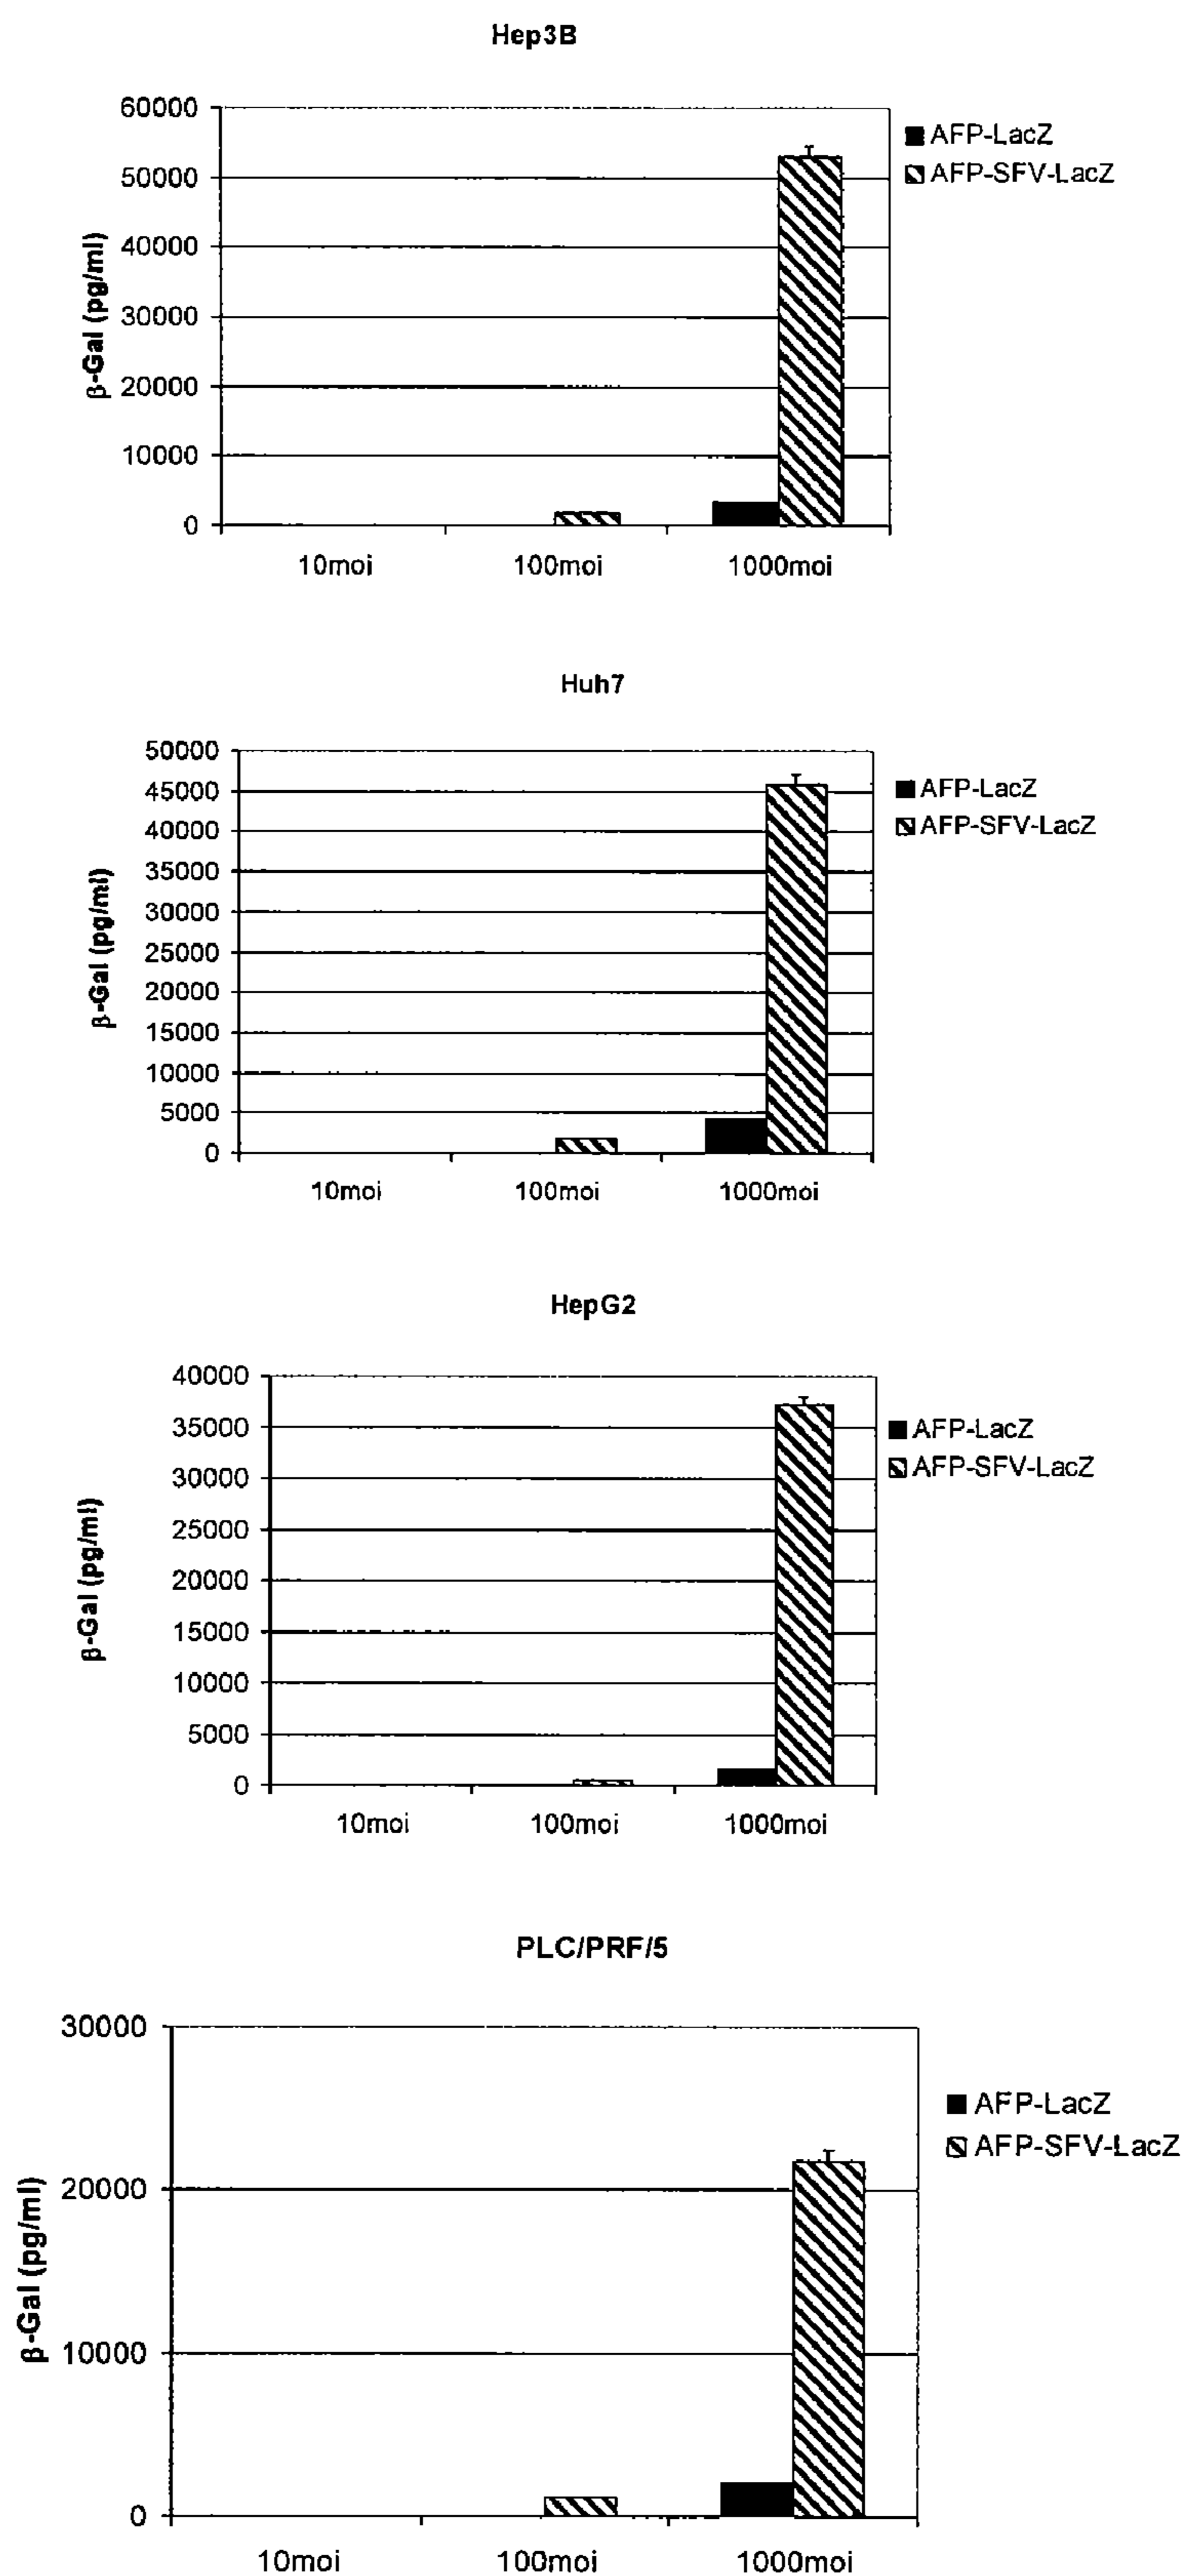 Hep3B
60000
50000
40000
30000
20000
10000
0
β-Gal (pg/ml)
10moi 100moi 1000moi
AFP-LacZ
AFP-SFV-LacZ
Huh7
50000
45000
40000
35000
30000
25000
20000
15000
10000
5000
0
β-Gal (pg/ml)
10moi 100moi 1000moi
AFP-LacZ
AFP-SFV-LacZ
HepG2
40000
35000
30000
25000
20000
15000
10000
5000
0
β-Gal (pg/ml)
10moi 100moi 1000moi
AFP-LacZ
AFP-SFV-LacZ
PLC/PRF/5
30000
20000
10000
0
β-Gal (pg/ml)
10moi 100moi 1000moi
AFP-LacZ
AFP-SFV-LacZ